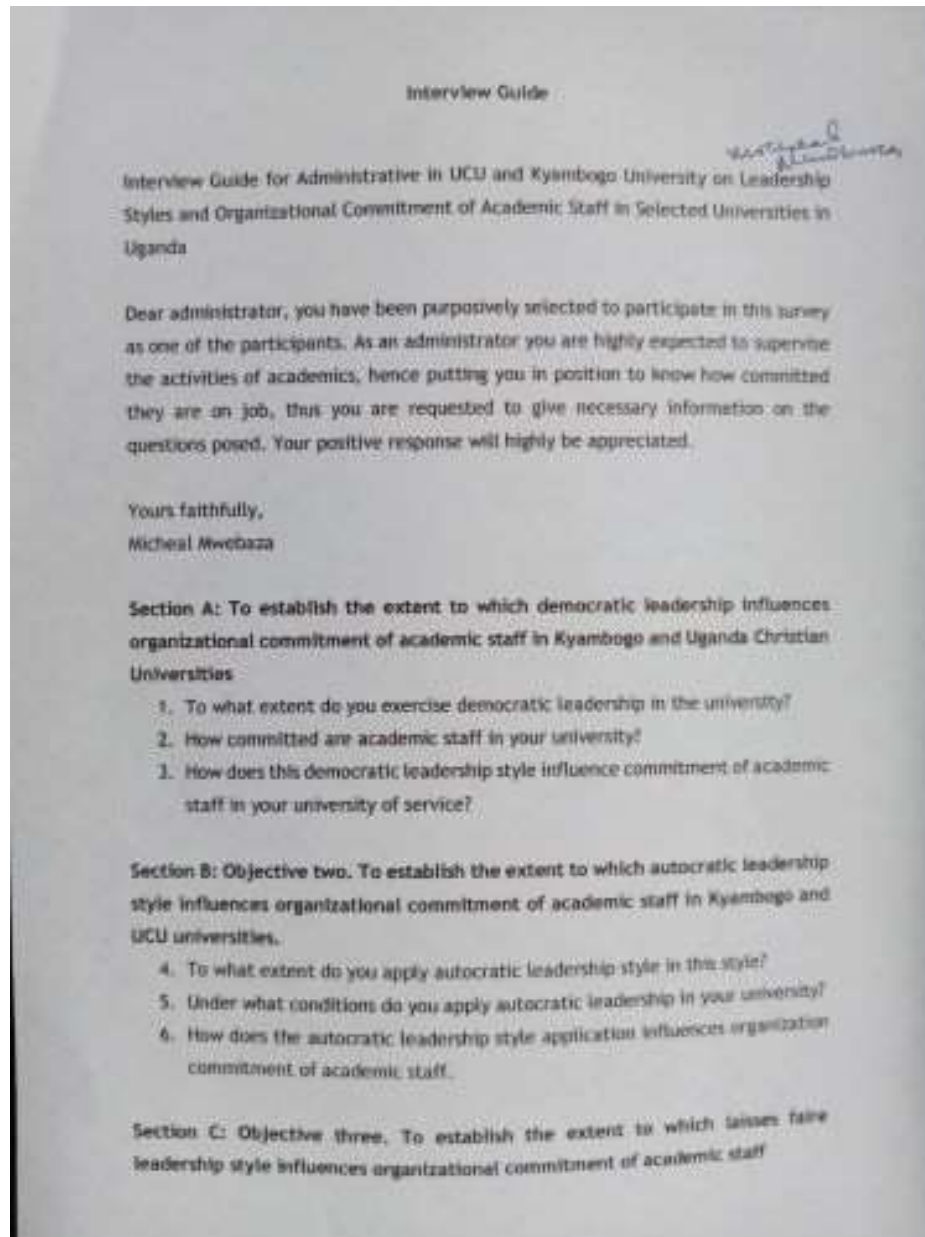 Interview Guide
Interview Guide for Administrative in UCU and Kyambogo University on Leadership
Styles and Organizational Commitment of Academic Staff in Selected Universities in
Uganda
Dear administrator, you have been purposively selected to participate in this survey
as one of the participants. As an administrator you are highly expected to supervise
the activities of academics, hence putting you in position to know how committed
they are on job, thus you are requested to give necessary information on the
questions posed. Your positive response will highly be appreciated.
Yours faithfully,
Micheal Mwebaza
Section A: To establish the extent to which democratic leadership influences
organizational commitment of academic staff in Kyambogo and Uganda Christian
Universities
1. To what extent do you exercise democratic leadership in the university?
2. How committed are academic staff in your university?
3. How does this democratic leadership style influence commitment of academic
staff in your university of service?
Section B: Objective two. To establish the extent to which autocratic leadership
style influences organizational commitment of academic staff in Kyambogo and
UCU universities.
4. To what extent do you apply autocratic leadership style in this style?
5. Under what conditions do you apply autocratic leadership in your university?
6. How does the autocratic leadership style application influences organization
commitment of academic staff.
Section C: Objective three. To establish the extent to which laisses faire
leadership style influences organizational commitment of academic staff